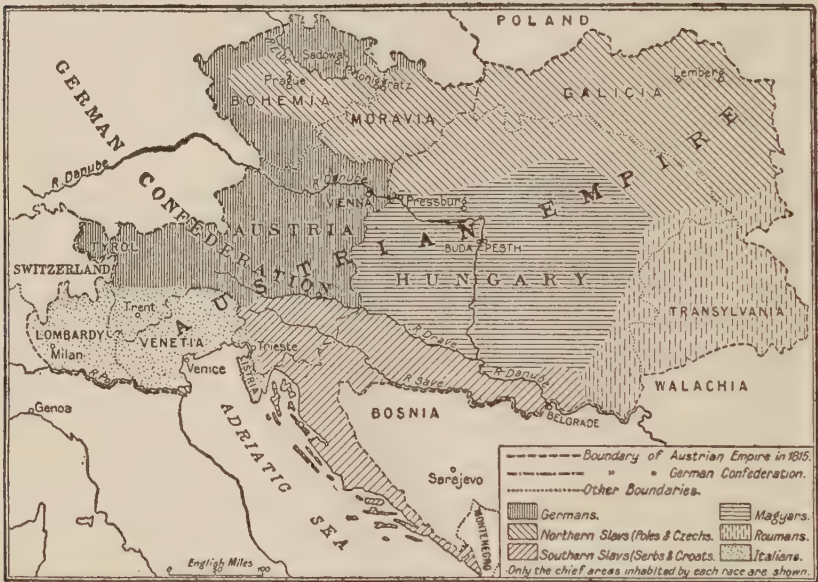 POLAND
GERMAN CONFEDERATION
AUSTRIAN EMPIRE
Sadowa
R. Elbe
Königgratz
Prague
BOHEMIA
MORAVIA
GALICIA
Lemberg
R. Danube
R. Danube
VIENNA
Pressburg
AUSTRIA
BUDA PESTH
HUNGARY
TYROL
SWITZERLAND
TRANSYLVANIA
Trent
LOMBARDY
Milan
VENETIA
Venice
Trieste
ISTRIA
R. Po
R. Drave
R. Save
R. Danube
WALACHIA
BELGRADE
BOSNIA
Genoa
ADRIATIC SEA
Sarajevo
MONTENEGRO
English Miles
0 50 100
Boundary of Austrian Empire in 1815.
" " German Confederation.
Other Boundaries.
Germans.
Magyars.
Northern Slavs (Poles & Czechs.
Roumans.
Southern Slavs (Serbs & Croats.
Italians.
Only the chief areas inhabited by each race are shown.